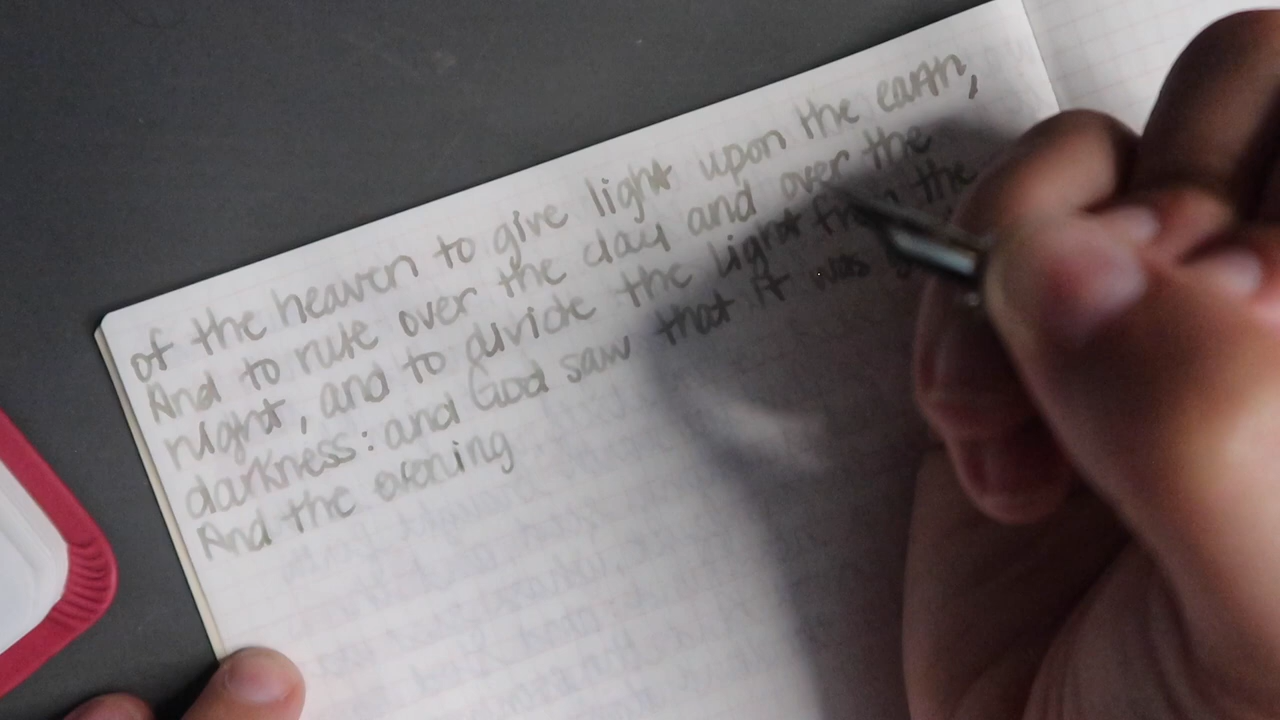 of the heaven to give light upon the earth,
And to rule over the day and over the
night, and to divide the light from the
darkness: and God saw that it was
And the evening